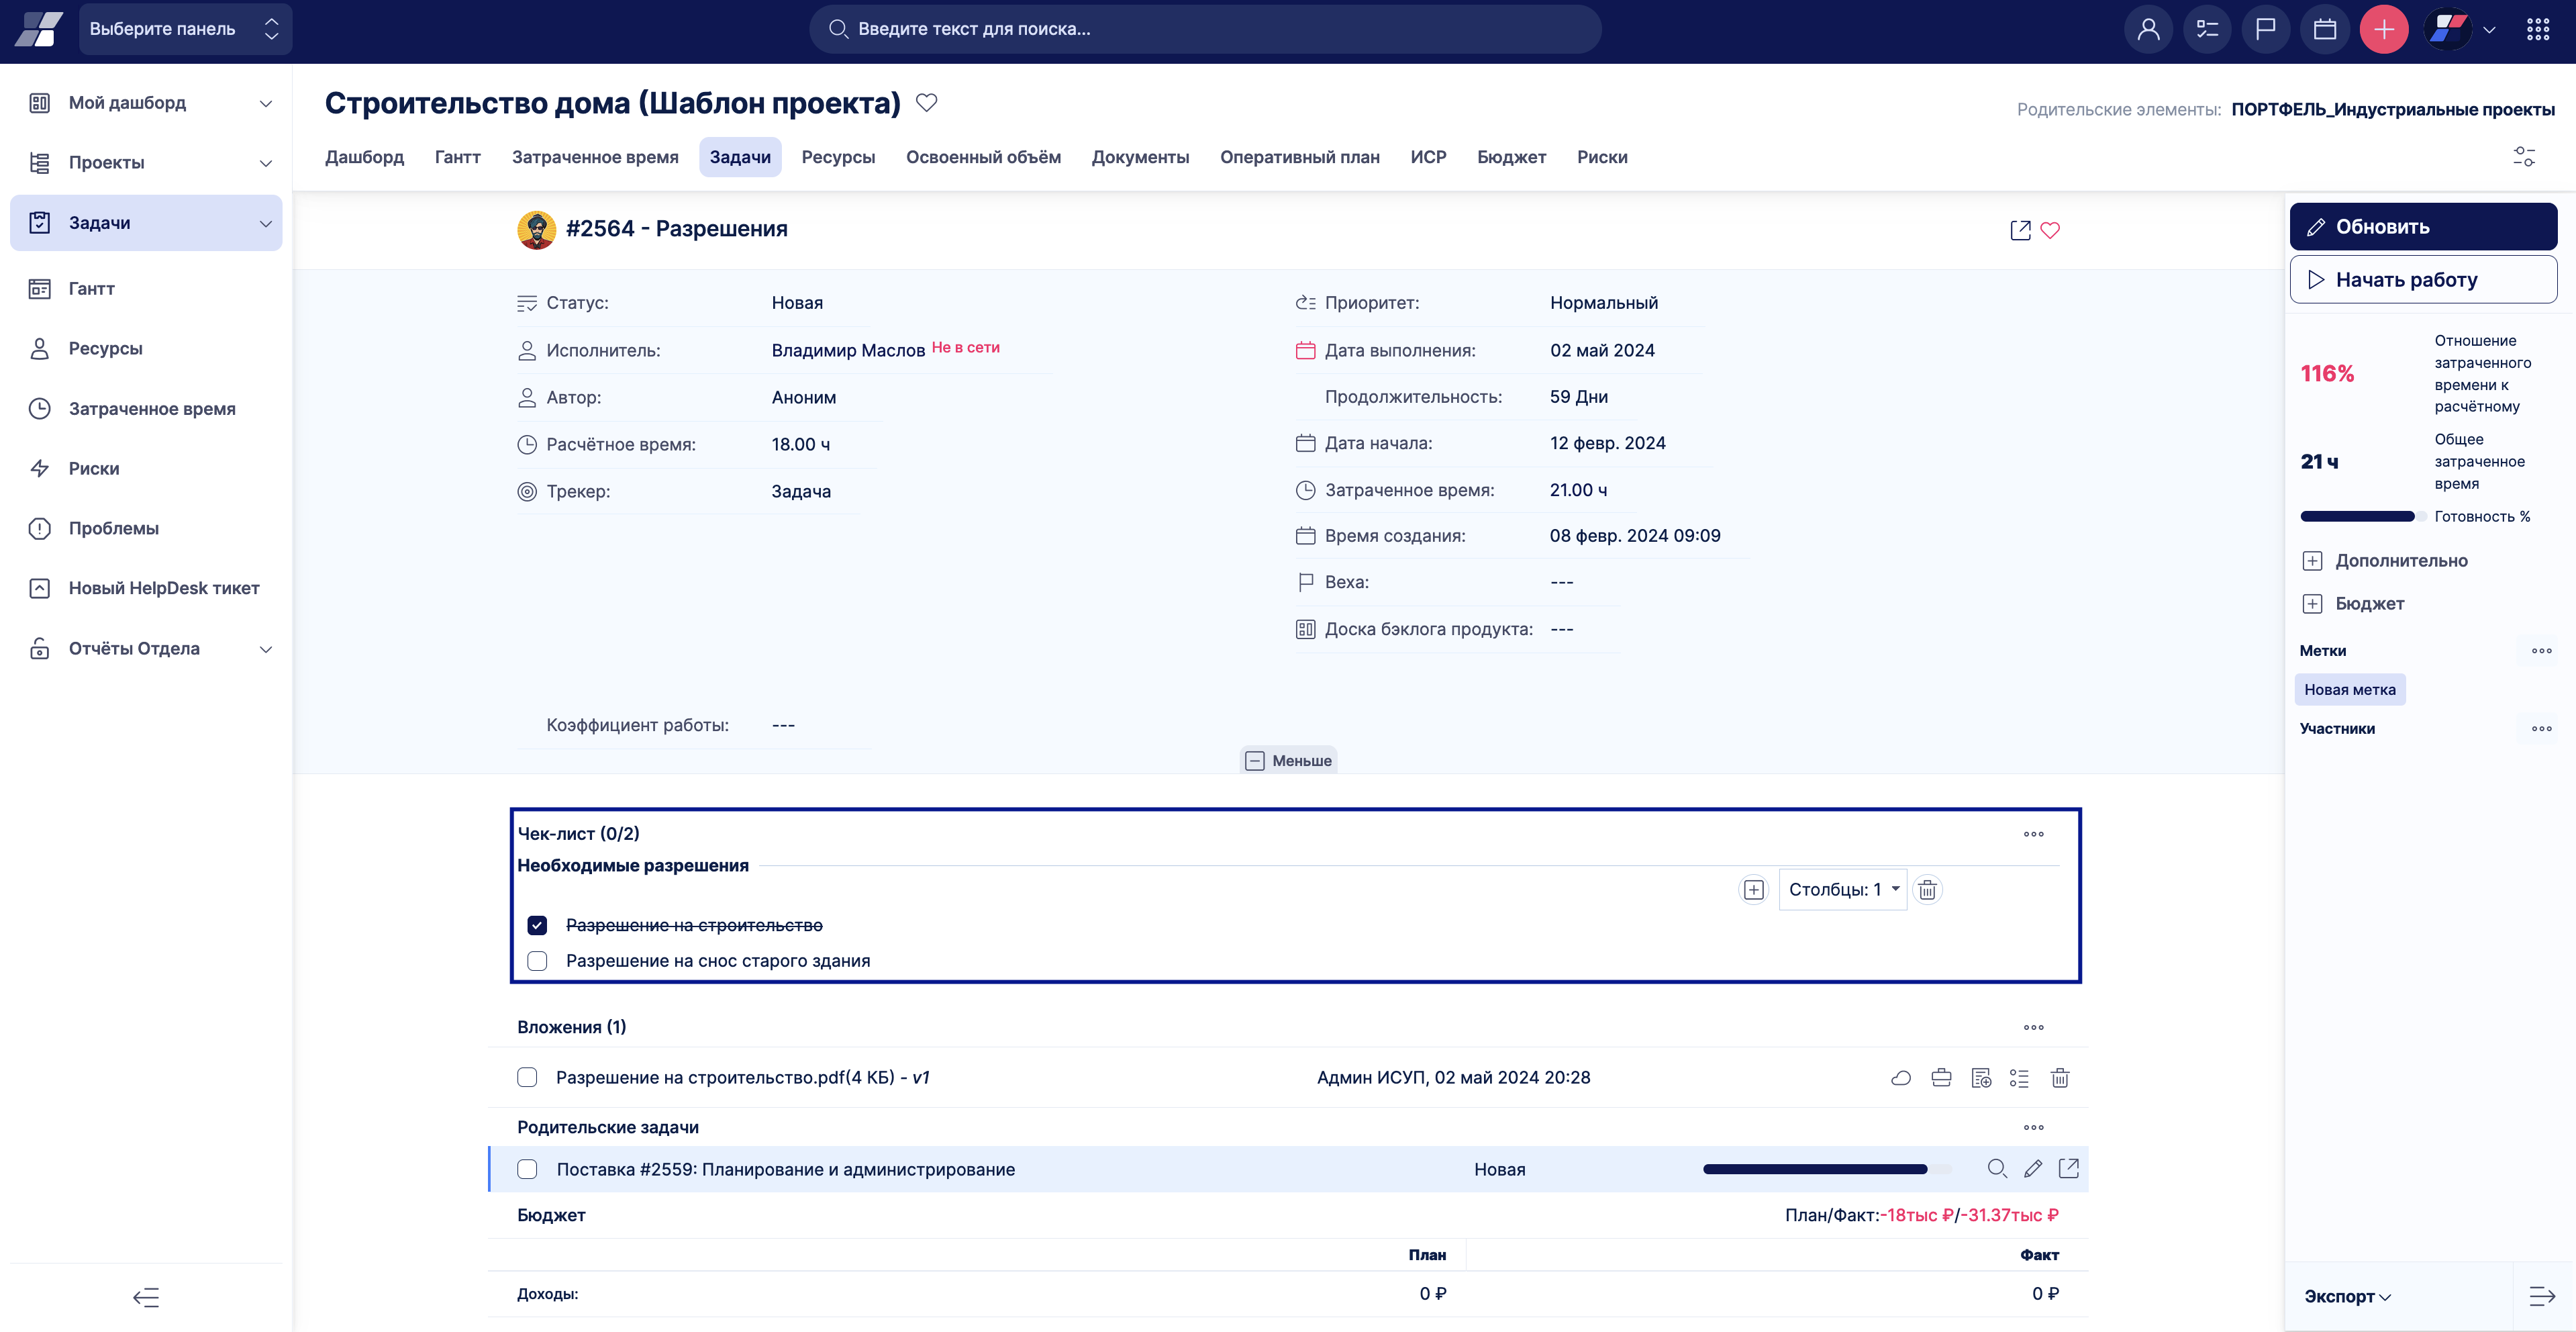 Выберите панель
Введите текст для поиска...
Мой дашборд
Проекты
Задачи
Гантт
Ресурсы
Затраченное время
Риски
Проблемы
Новый HelpDesk тикет
Отчёты Отдела
Строительство дома (Шаблон проекта)
Родительские элементы: ПОРТФЕЛЬ_Индустриальные проекты
Дашборд Гантт Затраченное время Задачи Ресурсы Освоенный объём Документы Оперативный план ИСР Бюджет Риски
#2564 - Разрешения
Статус: Новая
Исполнитель: Владимир Маслов Не в сети
Автор: Аноним
Расчётное время: 18.00 ч
Трекер: Задача
Приоритет: Нормальный
Дата выполнения: 02 май 2024
Продолжительность: 59 Дни
Дата начала: 12 февр. 2024
Затраченное время: 21.00 ч
Время создания: 08 февр. 2024 09:09
Веха: ---
Доска бэклога продукта: ---
Коэффициент работы: ---
Меньше
Чек-лист (0/2)
Необходимые разрешения
Столбцы: 1
Разрешение на строительство
Разрешение на снос старого здания
Вложения (1)
Разрешение на строительство.pdf(4 КБ) - v1 Админ ИСУП, 02 май 2024 20:28
Родительские задачи
Поставка #2559: Планирование и администрирование Новая
Бюджет План/Факт:-18тыс ₽/-31.37тыс ₽
План Факт
Доходы: 0 ₽ 0 ₽
Обновить
Начать работу
116% Отношение
затраченного
времени к
расчётному
21 ч Общее
затраченное
время
Готовность %
Дополнительно
Бюджет
Метки
Новая метка
Участники
Экспорт